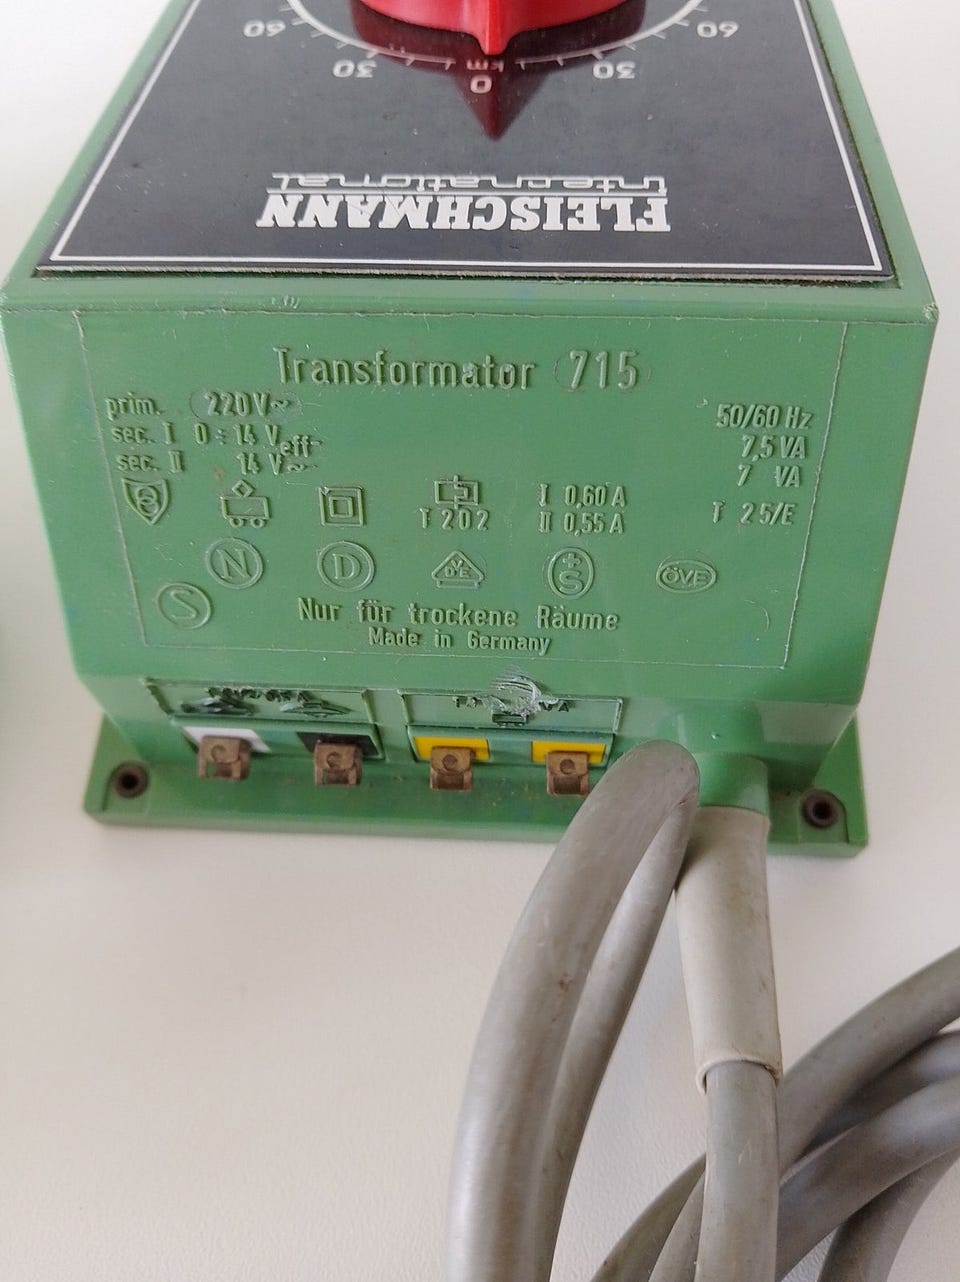 60 60
30 km 30
0
international
FLEISCHMANN
Transformator 715
prim. 220V~ 50/60 Hz
sec. I 0÷14 Veff 7,5 VA
sec. II 14 V~ 7 VA
T 202 I 0,60 A T 25/E
II 0,55 A
N D VDE +S ÖVE
S
Nur für trockene Räume
Made in Germany